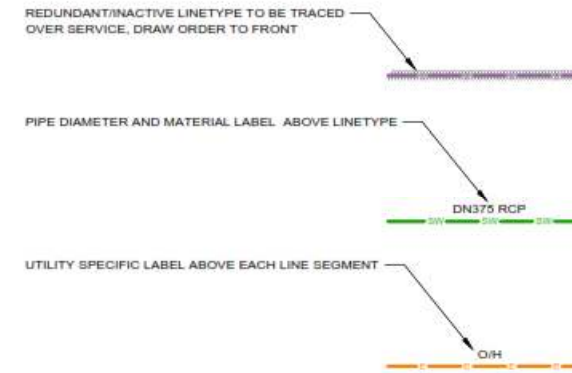 REDUNDANT/INACTIVE LINETYPE TO BE TRACED
OVER SERVICE, DRAW ORDER TO FRONT
PIPE DIAMETER AND MATERIAL LABEL ABOVE LINETYPE
DN375 RCP
SW SW SW
UTILITY SPECIFIC LABEL ABOVE EACH LINE SEGMENT
O/H
E E E E